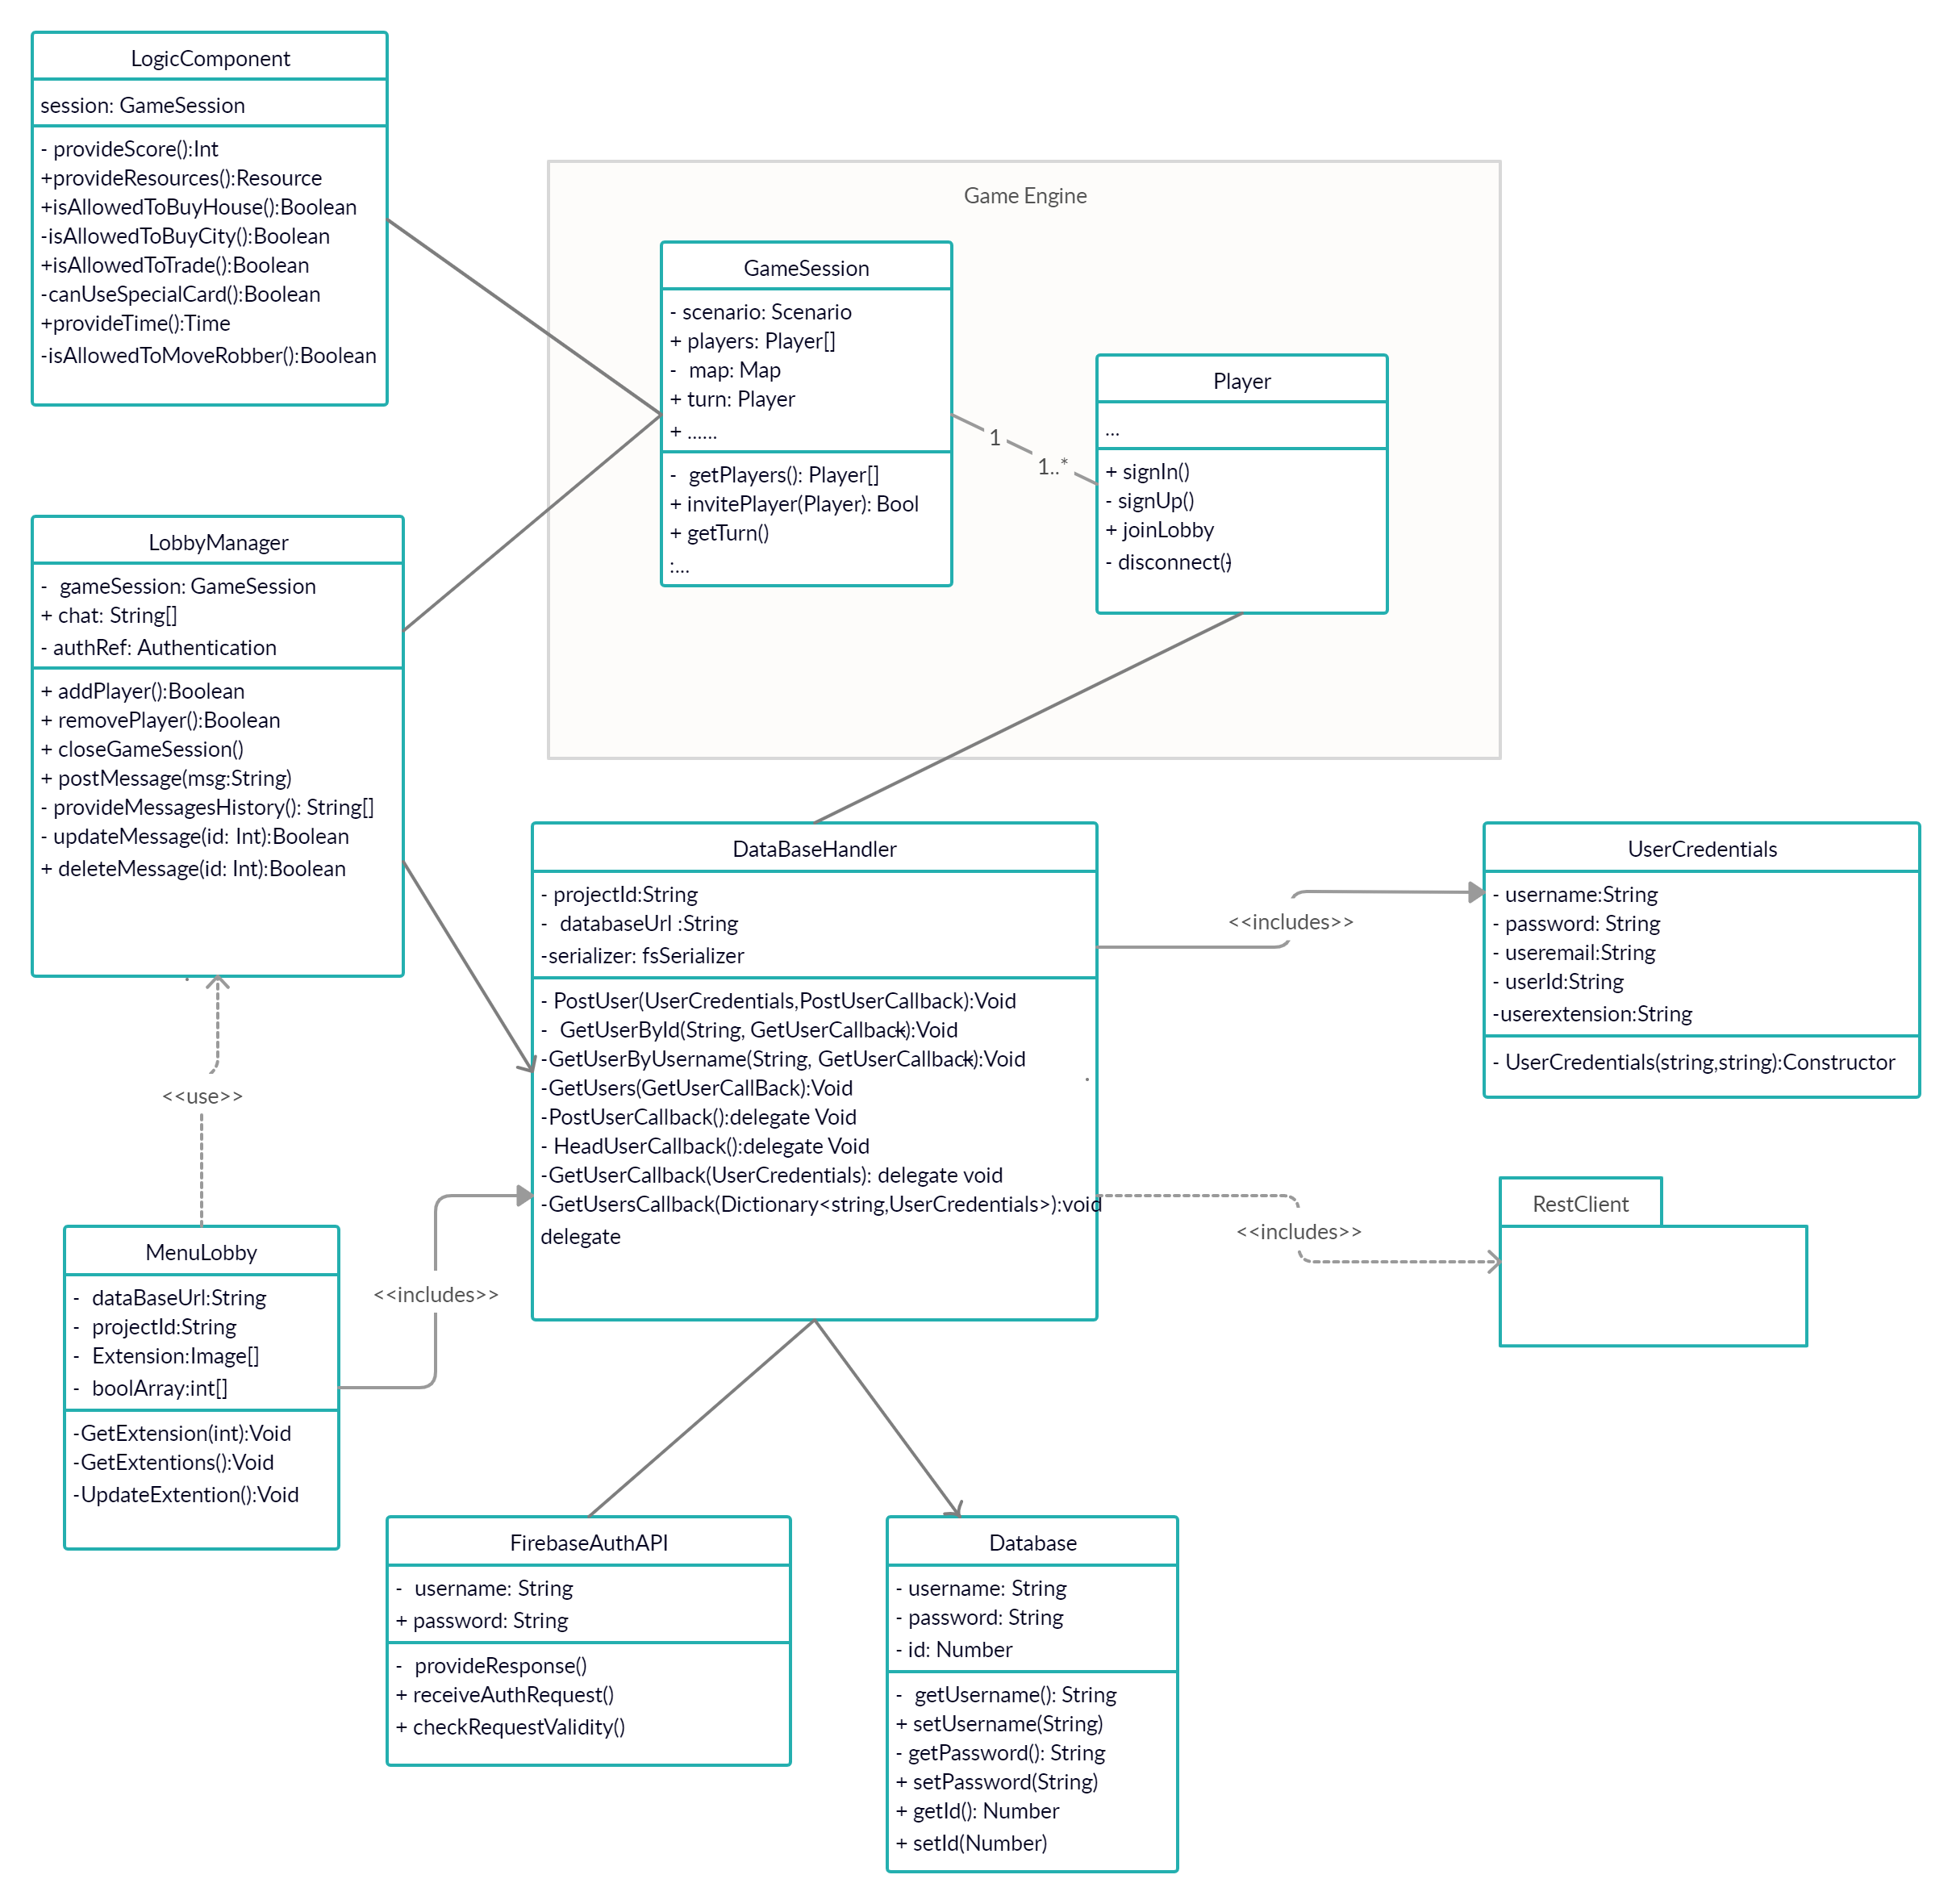 LogicComponent
session: GameSession
- provideScore():Int
+provideResources():Resource
+isAllowedToBuyHouse():Boolean
-isAllowedToBuyCity():Boolean
+isAllowedToTrade():Boolean
-canUseSpecialCard():Boolean
+provideTime():Time
-isAllowedToMoveRobber():Boolean
Game Engine
GameSession
- scenario: Scenario
+ players: Player[]
- map: Map
+ turn: Player
+ ......
- getPlayers(): Player[]
+ invitePlayer(Player): Bool
+ getTurn()
:...
1
1..*
Player
...
+ signIn()
- signUp()
+ joinLobby
- disconnect()
LobbyManager
- gameSession: GameSession
+ chat: String[]
- authRef: Authentication
+ addPlayer():Boolean
+ removePlayer():Boolean
+ closeGameSession()
+ postMessage(msg:String)
- provideMessagesHistory(): String[]
- updateMessage(id: Int):Boolean
+ deleteMessage(id: Int):Boolean
DataBaseHandler
- projectId:String
- databaseUrl :String
-serializer: fsSerializer
- PostUser(UserCredentials,PostUserCallback):Void
- GetUserById(String, GetUserCallback):Void
-GetUserByUsername(String, GetUserCallback):Void
-GetUsers(GetUserCallBack):Void
-PostUserCallback():delegate Void
- HeadUserCallback():delegate Void
-GetUserCallback(UserCredentials): delegate void
-GetUsersCallback(Dictionary<string,UserCredentials>):void
delegate
<<includes>>
UserCredentials
- username:String
- password: String
- useremail:String
- userId:String
-userextension:String
- UserCredentials(string,string):Constructor
<<use>>
<<includes>>
RestClient
MenuLobby
- dataBaseUrl:String
- projectId:String
- Extension:Image[]
- boolArray:int[]
-GetExtension(int):Void
-GetExtentions():Void
-UpdateExtention():Void
<<includes>>
FirebaseAuthAPI
- username: String
+ password: String
- provideResponse()
+ receiveAuthRequest()
+ checkRequestValidity()
Database
- username: String
- password: String
- id: Number
- getUsername(): String
+ setUsername(String)
- getPassword(): String
+ setPassword(String)
+ getId(): Number
+ setId(Number)